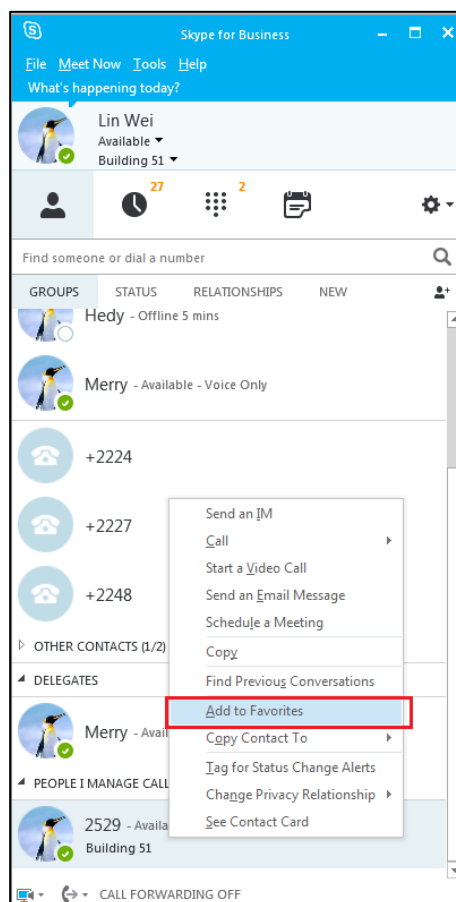 Skype for Business
File Meet Now Tools Help
What's happening today?
Lin Wei
Available
Building 51
27
2
Find someone or dial a number
GROUPS STATUS RELATIONSHIPS NEW
Hedy - Offline 5 mins
Merry - Available - Voice Only
+2224
+2227
+2248
OTHER CONTACTS (1/2)
DELEGATES
Merry - Avail
PEOPLE I MANAGE CALL
2529 - Availa
Building 51
Send an IM
Call
Start a Video Call
Send an Email Message
Schedule a Meeting
Copy
Find Previous Conversations
Add to Favorites
Copy Contact To
Tag for Status Change Alerts
Change Privacy Relationship
See Contact Card
CALL FORWARDING OFF